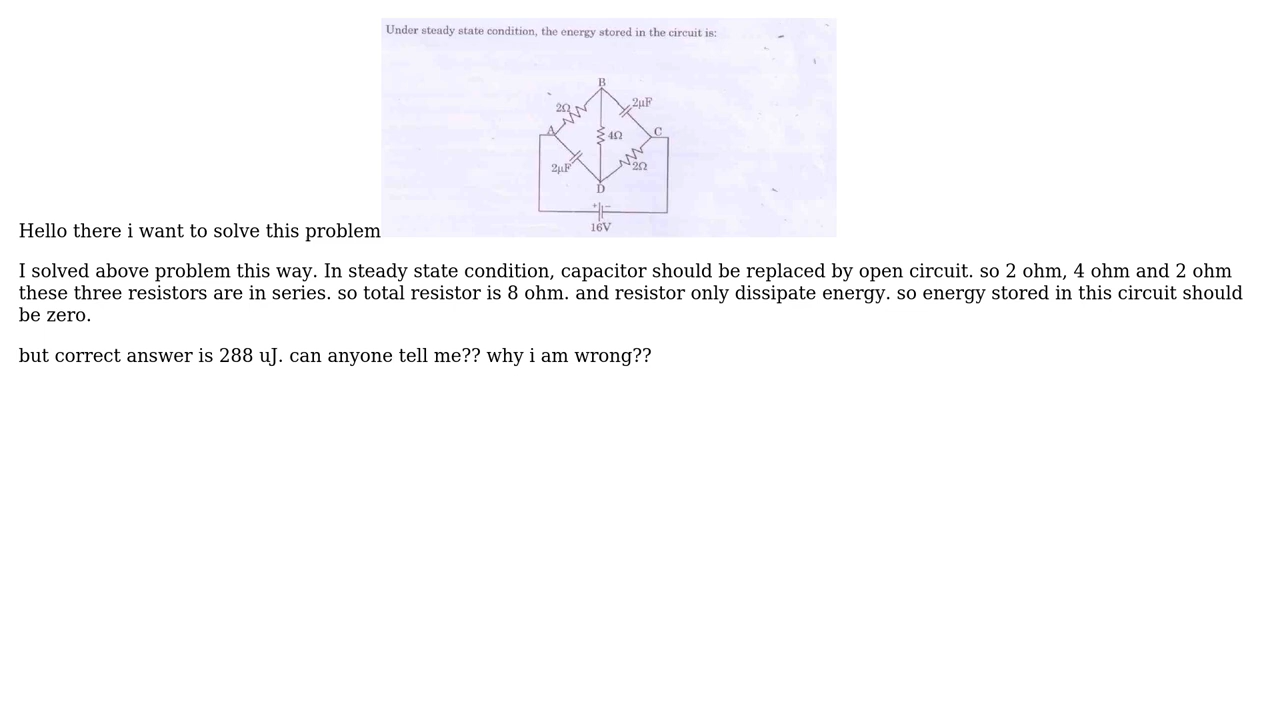 Under steady state condition, the energy stored in the circuit is:
B
2Ω
2μF
A
4Ω
C
2μF
2Ω
D
+ −
16V
Hello there i want to solve this problem
I solved above problem this way. In steady state condition, capacitor should be replaced by open circuit. so 2 ohm, 4 ohm and 2 ohm
these three resistors are in series. so total resistor is 8 ohm. and resistor only dissipate energy. so energy stored in this circuit should
be zero.
but correct answer is 288 uJ. can anyone tell me?? why i am wrong??